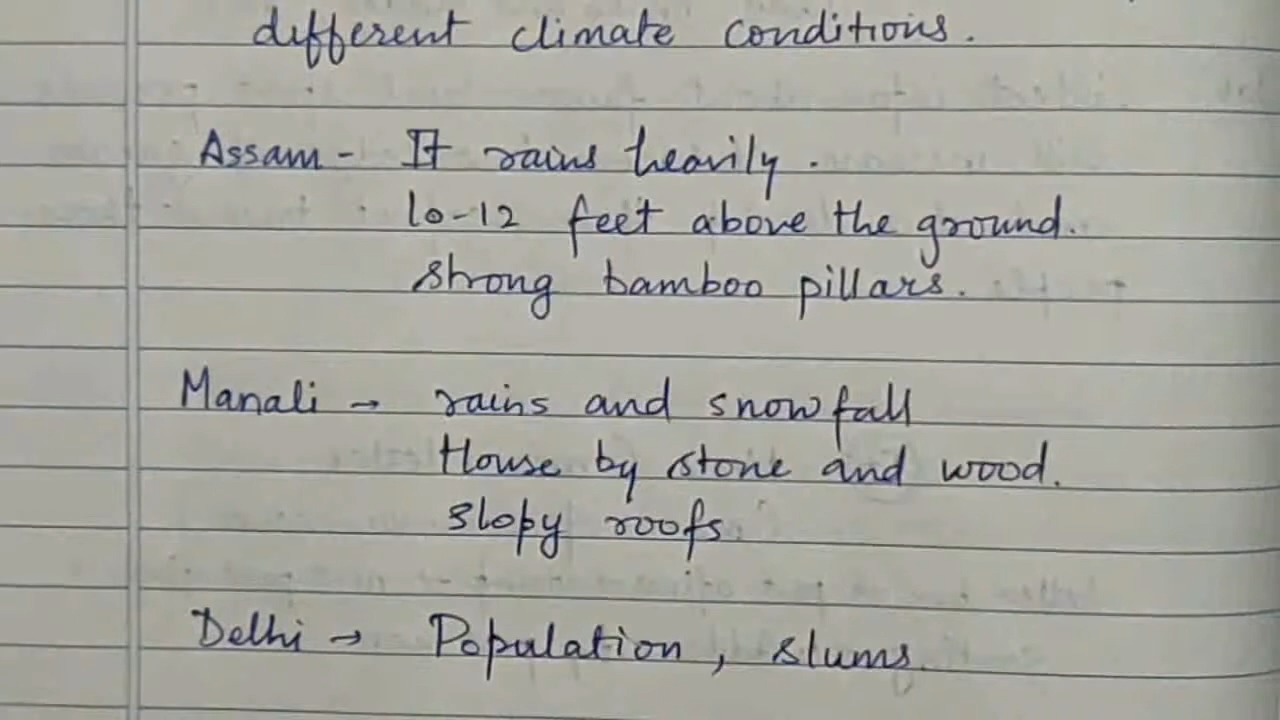 different climate conditions.
Assam - It rains heavily.
10-12 feet above the ground.
strong bamboo pillars.
Manali → rains and snowfall
House by stone and wood.
slopy roofs.
Delhi → Population, slums.